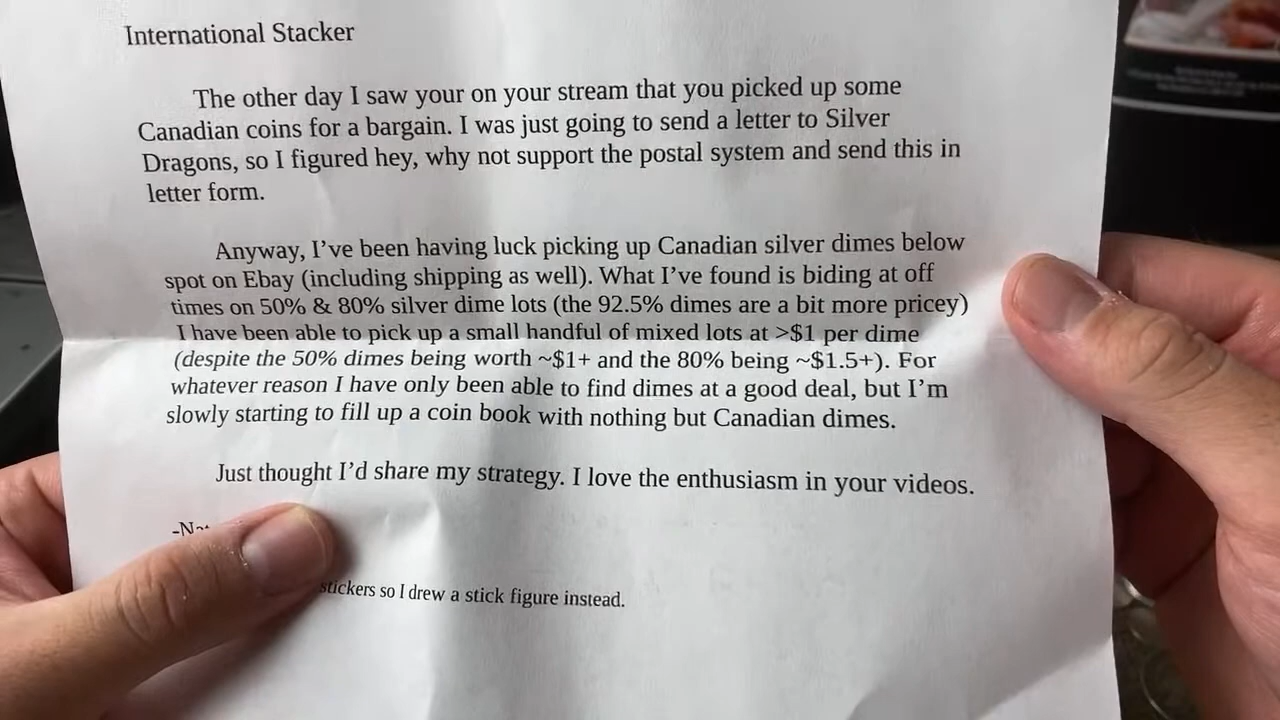 International Stacker
The other day I saw your on your stream that you picked up some
Canadian coins for a bargain. I was just going to send a letter to Silver
Dragons, so I figured hey, why not support the postal system and send this in
letter form.
Anyway, I've been having luck picking up Canadian silver dimes below
spot on Ebay (including shipping as well). What I've found is biding at off
times on 50% & 80% silver dime lots (the 92.5% dimes are a bit more pricey)
I have been able to pick up a small handful of mixed lots at >$1 per dime
(despite the 50% dimes being worth ~$1+ and the 80% being ~$1.5+). For
whatever reason I have only been able to find dimes at a good deal, but I'm
slowly starting to fill up a coin book with nothing but Canadian dimes.
Just thought I'd share my strategy. I love the enthusiasm in your videos.
stickers so I drew a stick figure instead.